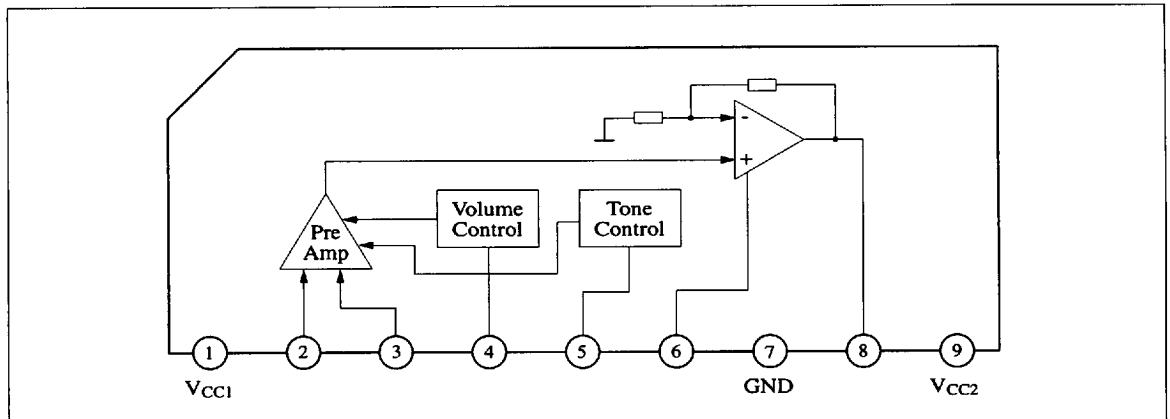 -
+
Volume
Control
Tone
Control
Pre
Amp
1 2 3 4 5 6 7 8 9
VCC1 GND VCC2